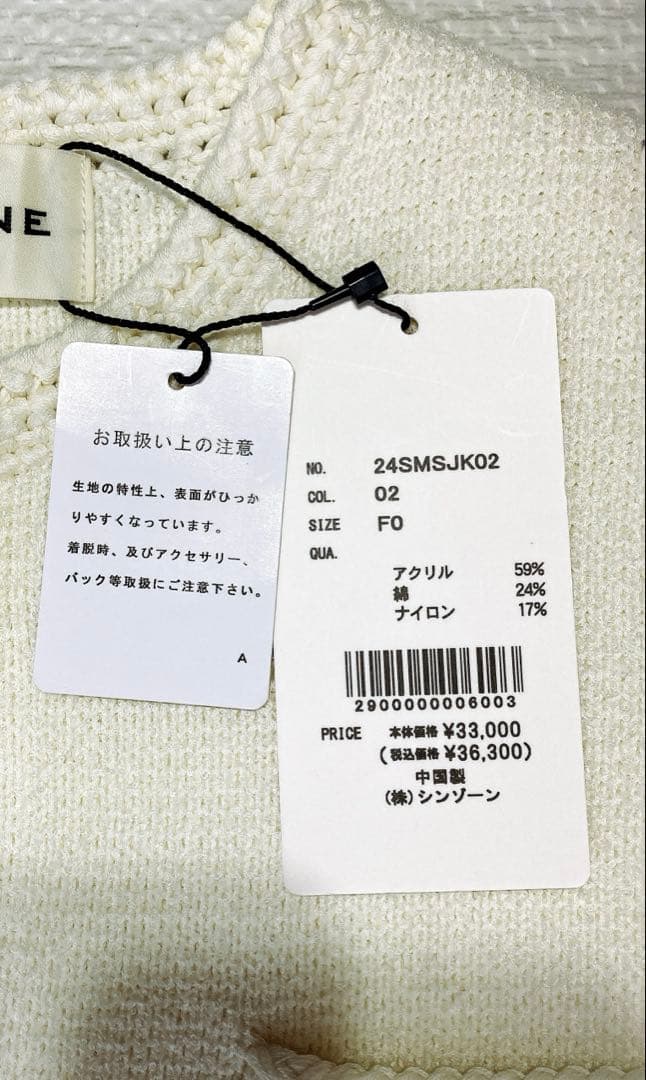 NE
お取扱い上の注意
生地の特性上、表面がひっか
りやすくなっています。
着脱時、及びアクセサリー、
バック等取扱にご注意下さい。
A
NO. 24SMSJK02
COL. 02
SIZE F0
QUA.
アクリル 59%
綿 24%
ナイロン 17%
2900000006003
PRICE 本体価格 ¥33,000
(税込価格 ¥36,300)
中国製
(株)シンゾーン